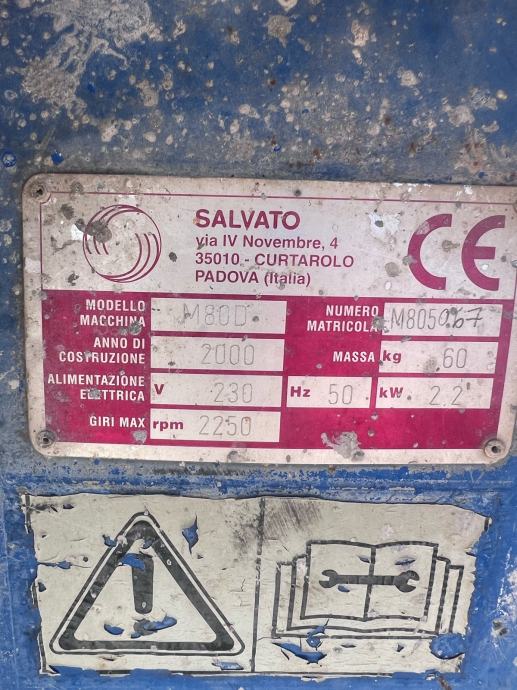 SALVATO
via IV Novembre, 4
35010 - CURTAROLO
PADOVA (Italia)
CE
MODELLO MACCHINA M80D NUMERO MATRICOLA M805067
ANNO DI COSTRUZIONE 2000 MASSA kg 60
ALIMENTAZIONE ELETTRICA V 230 Hz 50 kW 2.2
GIRI MAX rpm 2250